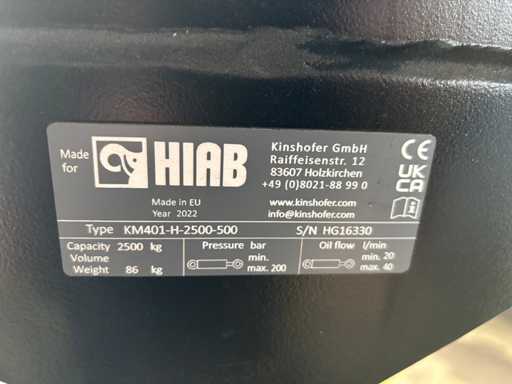 Made for HIAB
Kinshofer GmbH
Raiffeisenstr. 12
83607 Holzkirchen
+49 (0)8021-88 99 0
CE
UK CA
Made in EU
Year 2022
www.kinshofer.com
info@kinshofer.com
Type KM401-H-2500-500 S/N HG16330
Capacity 2500 kg
Volume
Weight 86 kg
Pressure bar
min.
max. 200
Oil flow l/min
min. 20
max. 40